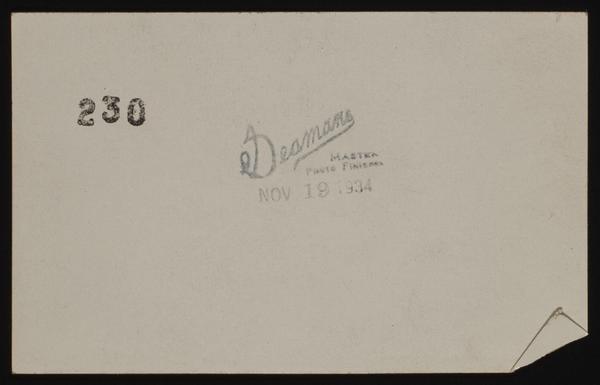 230
A Deamans
MASTER
PHOTO FINISHER
NOV 19 1934